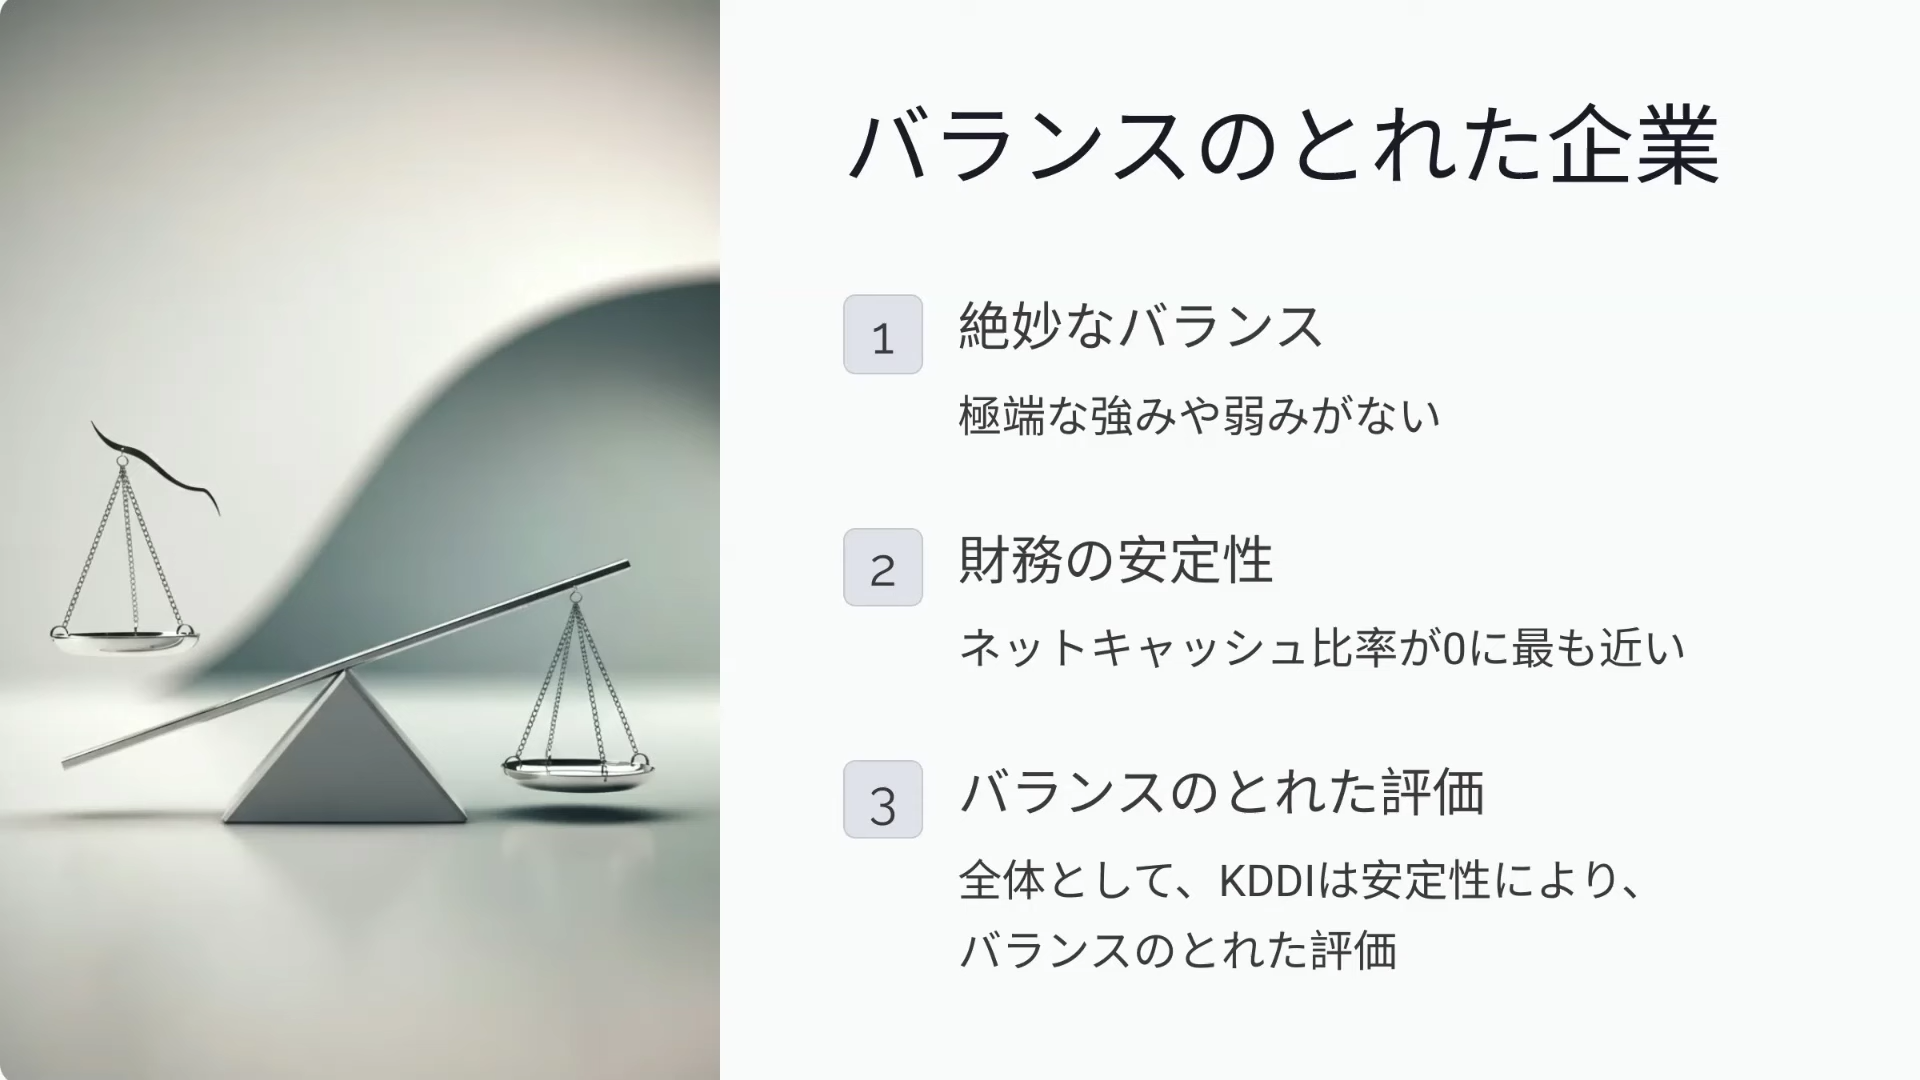 バランスのとれた企業
1
絶妙なバランス
極端な強みや弱みがない
2
財務の安定性
ネットキャッシュ比率が0に最も近い
3
バランスのとれた評価
全体として、KDDIは安定性により、
バランスのとれた評価